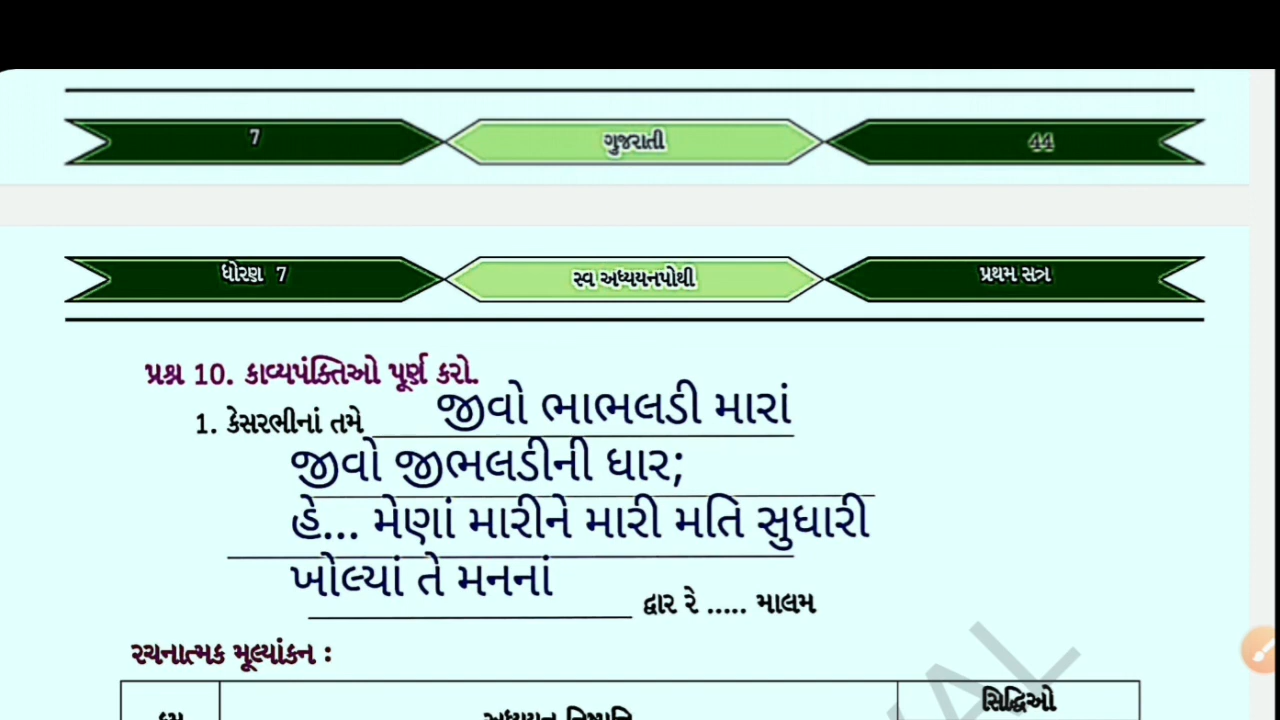 7 ગુજરાતી 44
ધોરણ 7 સ્વ અધ્યયનપોથી પ્રથમ સત્ર
પ્રશ્ન 10. કાવ્યપંક્તિઓ પૂર્ણ કરો.
1. કેસરભીનાં તમે જીવો ભાભલડી મારાં
જીવો જીભલડીની ધાર;
હે... મેણાં મારીને મારી મતિ સુધારી
ખોલ્યાં તે મનનાં દ્વાર રે ..... માલમ
રચનાત્મક મૂલ્યાંકન :
સિદ્ધિઓ